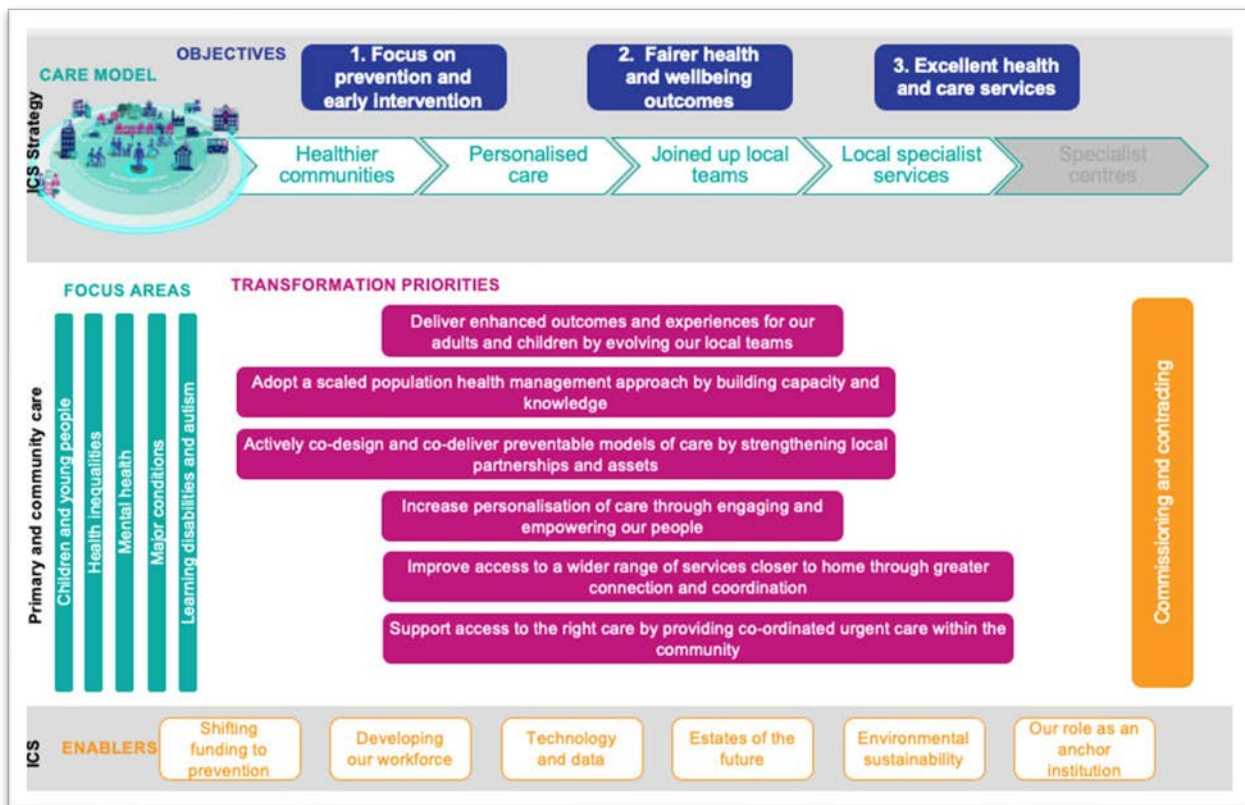 OBJECTIVES
CARE MODEL
1. Focus on
prevention and
early intervention
2. Fairer health
and wellbeing
outcomes
3. Excellent health
and care services
ICS Strategy
Healthier
communities
Personalised
care
Joined up local
teams
Local specialist
services
Specialist
centres
FOCUS AREAS
TRANSFORMATION PRIORITIES
Primary and community care
Children and young people
Health inequalities
Mental health
Major conditions
Learning disabilities and autism
Deliver enhanced outcomes and experiences for our
adults and children by evolving our local teams
Adopt a scaled population health management approach by building capacity and
knowledge
Actively co-design and co-deliver preventable models of care by strengthening local
partnerships and assets
Increase personalisation of care through engaging and
empowering our people
Improve access to a wider range of services closer to home through greater
connection and coordination
Support access to the right care by providing co-ordinated urgent care within the
community
Commissioning and contracting
ICS
ENABLERS
Shifting
funding to
prevention
Developing
our workforce
Technology
and data
Estates of the
future
Environmental
sustainability
Our role as an
anchor
institution